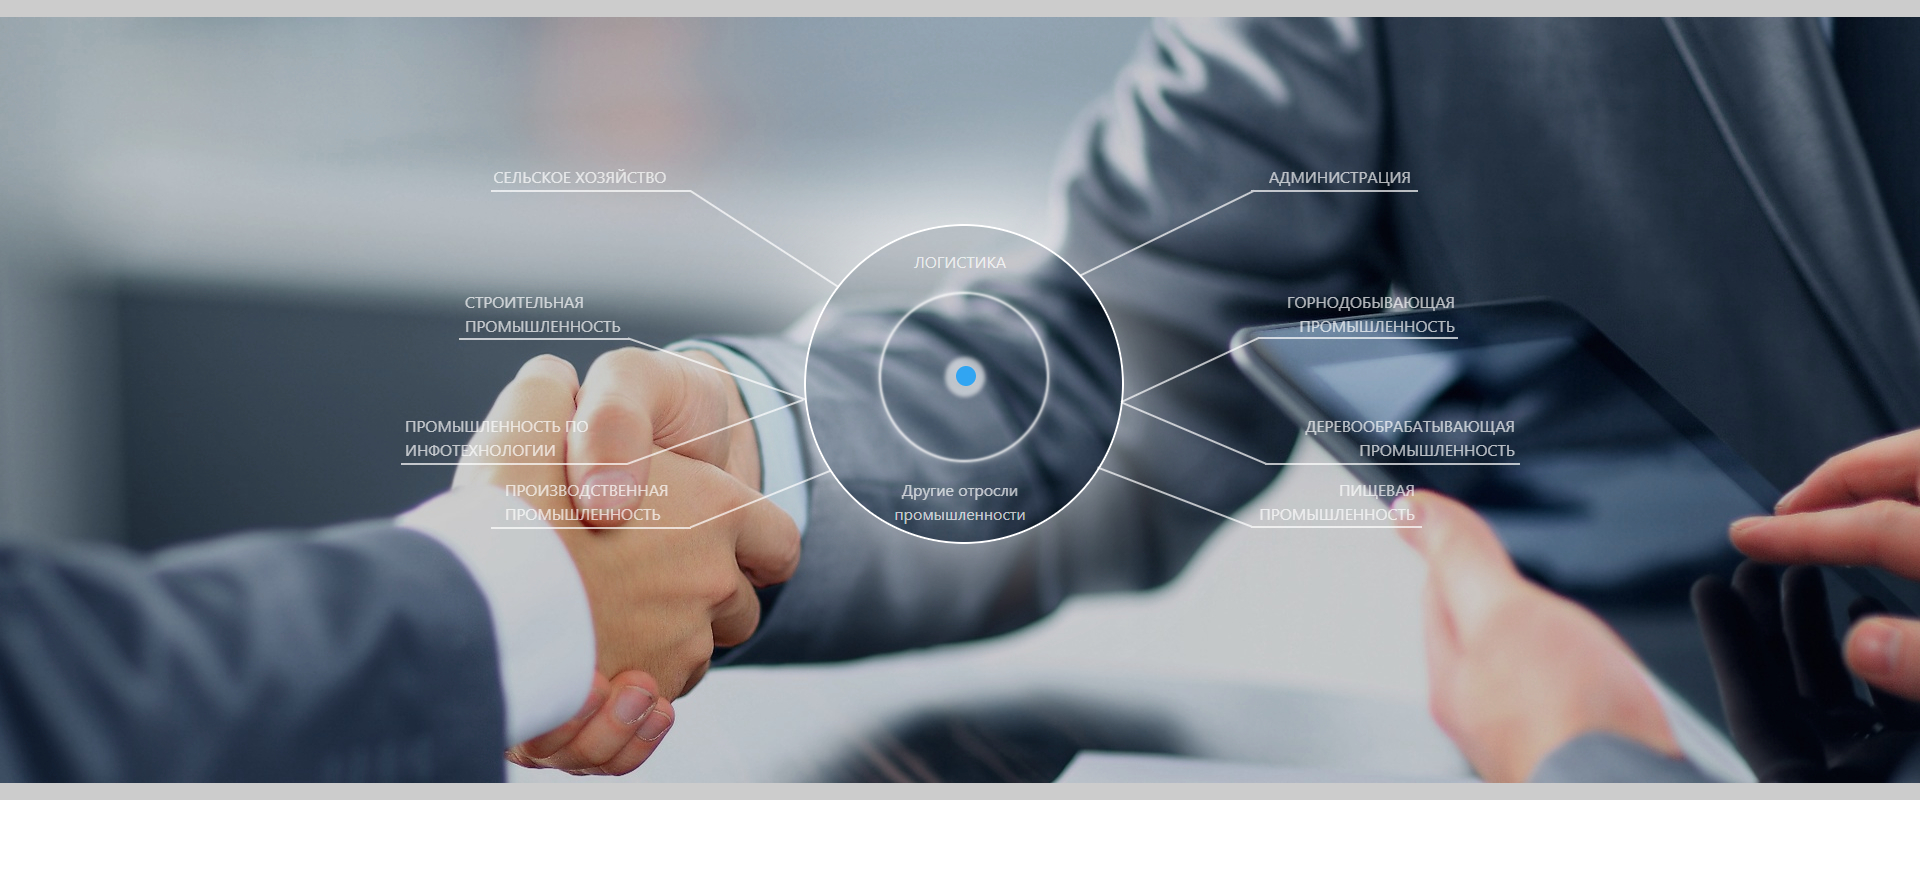 СЕЛЬСКОЕ ХОЗЯЙСТВО
АДМИНИСТРАЦИЯ
ЛОГИСТИКА
СТРОИТЕЛЬНАЯ
ПРОМЫШЛЕННОСТЬ
ГОРНОДОБЫВАЮЩАЯ
ПРОМЫШЛЕННОСТЬ
ПРОМЫШЛЕННОСТЬ ПО
ИНФОТЕХНОЛОГИИ
ДЕРЕВООБРАБАТЫВАЮЩАЯ
ПРОМЫШЛЕННОСТЬ
ПРОИЗВОДСТВЕННАЯ
ПРОМЫШЛЕННОСТЬ
Другие отросли
промышленности
ПИЩЕВАЯ
ПРОМЫШЛЕННОСТЬ